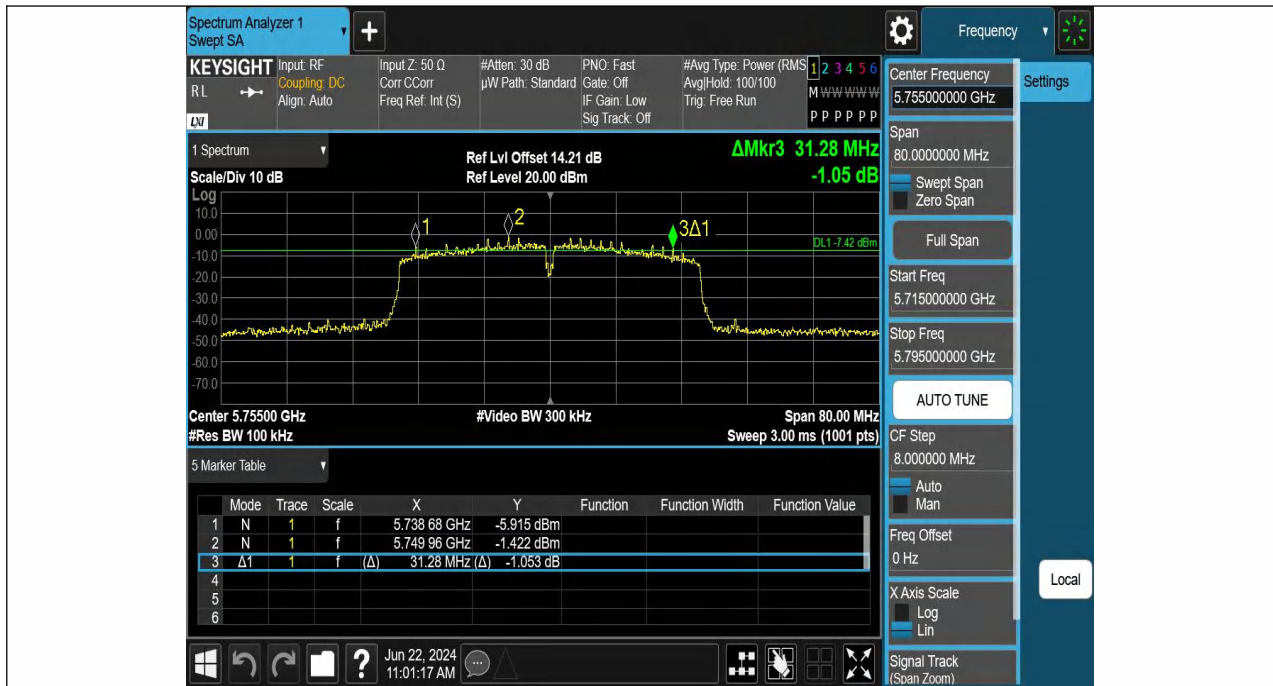 Spectrum Analyzer 1
Swept SA
+
Frequency
KEYSIGHT
RL
LXI
Input: RF
Coupling: DC
Align: Auto
Input Z: 50 Ω
Corr CCorr
Freq Ref: Int (S)
#Atten: 30 dB
µW Path: Standard
PNO: Fast
Gate: Off
IF Gain: Low
Sig Track: Off
#Avg Type: Power (RMS
Avg|Hold: 100/100
Trig: Free Run
1 2 3 4 5 6
M W W W W W
P P P P P P
1 Spectrum
Scale/Div 10 dB
Ref Lvl Offset 14.21 dB
Ref Level 20.00 dBm
ΔMkr3 31.28 MHz
-1.05 dB
Log
10.0
0.00
-10.0
-20.0
-30.0
-40.0
-50.0
-60.0
-70.0
1
2
3Δ1
DL1 -7.42 dBm
Center 5.75500 GHz
#Video BW 300 kHz
Span 80.00 MHz
#Res BW 100 kHz
Sweep 3.00 ms (1001 pts)
5 Marker Table
Mode Trace Scale X Y Function Function Width Function Value
1 N 1 f 5.738 68 GHz -5.915 dBm
2 N 1 f 5.749 96 GHz -1.422 dBm
3 Δ1 1 f (Δ) 31.28 MHz (Δ) -1.053 dB
4
5
6
?
Jun 22, 2024
11:01:17 AM
Center Frequency
5.755000000 GHz
Settings
Span
80.0000000 MHz
Swept Span
Zero Span
Full Span
Start Freq
5.715000000 GHz
Stop Freq
5.795000000 GHz
AUTO TUNE
CF Step
8.000000 MHz
Auto
Man
Freq Offset
0 Hz
X Axis Scale
Log
Lin
Local
Signal Track
(Span Zoom)